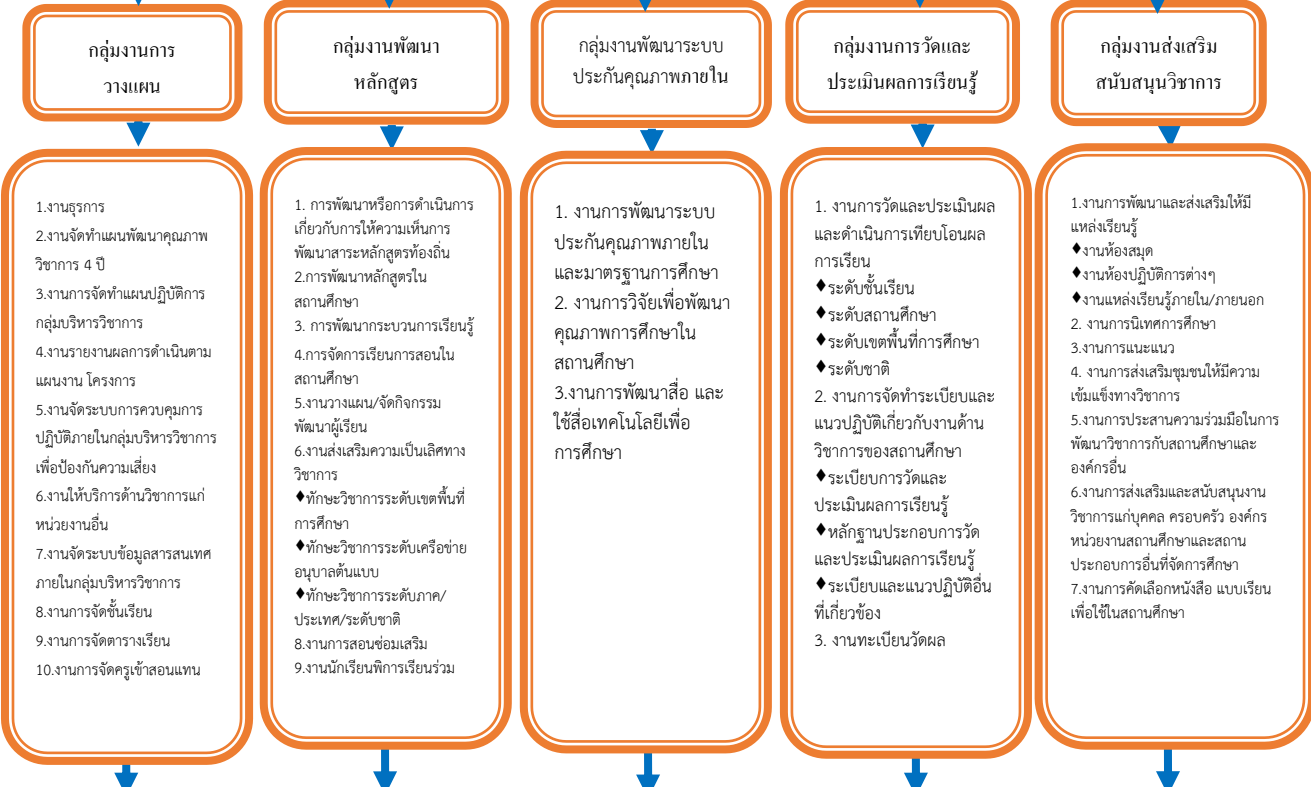 กลุ่มงานการ
วางแผน
กลุ่มงานพัฒนา
หลักสูตร
กลุ่มงานพัฒนาระบบ
ประกันคุณภาพภายใน
กลุ่มงานการวัดและ
ประเมินผลการเรียนรู้
กลุ่มงานส่งเสริม
สนับสนุนวิชาการ
1.งานธุรการ
2.งานจัดทำแผนพัฒนาคุณภาพ
วิชาการ 4 ปี
3.งานการจัดทำแผนปฏิบัติการ
กลุ่มบริหารวิชาการ
4.งานรายงานผลการดำเนินตาม
แผนงาน โครงการ
5.งานจัดระบบการควบคุมการ
ปฏิบัติภายในกลุ่มบริหารวิชาการ
เพื่อป้องกันความเสี่ยง
6.งานให้บริการด้านวิชาการแก่
หน่วยงานอื่น
7.งานจัดระบบข้อมูลสารสนเทศ
ภายในกลุ่มบริหารวิชาการ
8.งานการจัดชั้นเรียน
9.งานการจัดตารางเรียน
10.งานการจัดครูเข้าสอนแทน
1. การพัฒนาหรือการดำเนินการ
เกี่ยวกับการให้ความเห็นการ
พัฒนาสาระหลักสูตรท้องถิ่น
2.การพัฒนาหลักสูตรใน
สถานศึกษา
3. การพัฒนากระบวนการเรียนรู้
4.การจัดการเรียนการสอนใน
สถานศึกษา
5.งานวางแผน/จัดกิจกรรม
พัฒนาผู้เรียน
6.งานส่งเสริมความเป็นเลิศทาง
วิชาการ
♦ทักษะวิชาการระดับเขตพื้นที่
การศึกษา
♦ทักษะวิชาการระดับเครือข่าย
อนุบาลต้นแบบ
♦ทักษะวิชาการระดับภาค/
ประเทศ/ระดับชาติ
8.งานการสอนซ่อมเสริม
9.งานนักเรียนพิการเรียนร่วม
1. งานการพัฒนาระบบ
ประกันคุณภาพภายใน
และมาตรฐานการศึกษา
2. งานการวิจัยเพื่อพัฒนา
คุณภาพการศึกษาใน
สถานศึกษา
3.งานการพัฒนาสื่อ และ
ใช้สื่อเทคโนโลยีเพื่อ
การศึกษา
1. งานการวัดและประเมินผล
และดำเนินการเทียบโอนผล
การเรียน
♦ระดับชั้นเรียน
♦ระดับสถานศึกษา
♦ระดับเขตพื้นที่การศึกษา
♦ระดับชาติ
2. งานการจัดทำระเบียบและ
แนวปฏิบัติเกี่ยวกับงานด้าน
วิชาการของสถานศึกษา
♦ระเบียบการวัดและ
ประเมินผลการเรียนรู้
♦หลักฐานประกอบการวัด
และประเมินผลการเรียนรู้
♦ระเบียบและแนวปฏิบัติอื่น
ที่เกี่ยวข้อง
3. งานทะเบียนวัดผล
1.งานการพัฒนาและส่งเสริมให้มี
แหล่งเรียนรู้
♦งานห้องสมุด
♦งานห้องปฏิบัติการต่างๆ
♦งานแหล่งเรียนรู้ภายใน/ภายนอก
2. งานการนิเทศการศึกษา
3.งานการแนะแนว
4. งานการส่งเสริมชุมชนให้มีความ
เข้มแข็งทางวิชาการ
5.งานการประสานความร่วมมือในการ
พัฒนาวิชาการกับสถานศึกษาและ
องค์กรอื่น
6.งานการส่งเสริมและสนับสนุนงาน
วิชาการแก่บุคคล ครอบครัว องค์กร
หน่วยงานสถานศึกษาและสถาน
ประกอบการอื่นที่จัดการศึกษา
7.งานการคัดเลือกหนังสือ แบบเรียน
เพื่อใช้ในสถานศึกษา